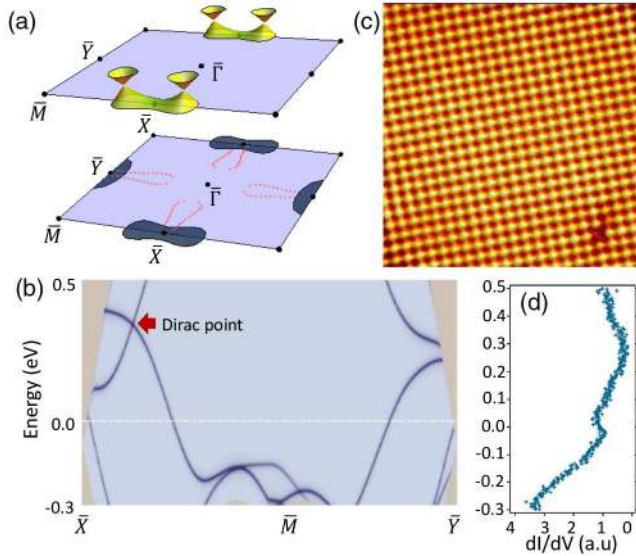 (a)
Ȳ
Γ̄
M̄
X̄
Ȳ
Γ̄
M̄
X̄
(b)
0.5
0.0
-0.3
Energy (eV)
Dirac point
X̄
M̄
Ȳ
(c)
(d)
0.5
0.4
0.3
0.2
0.1
0.0
-0.1
-0.2
-0.3
4 3 2 1 0
dI/dV (a.u)